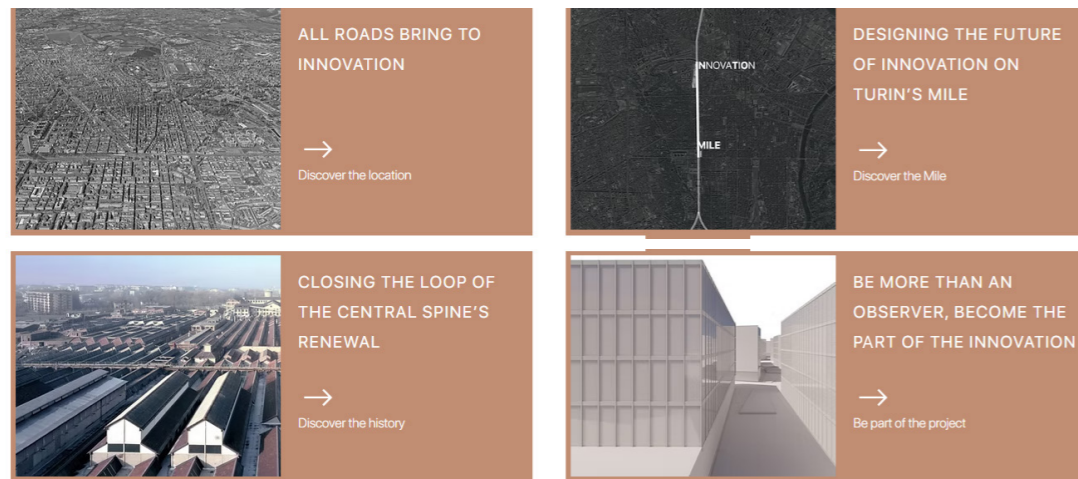 ALL ROADS BRING TO
INNOVATION
Discover the location
DESIGNING THE FUTURE
OF INNOVATION ON
TURIN'S MILE
Discover the Mile
INNOVATION
MILE
CLOSING THE LOOP OF
THE CENTRAL SPINE'S
RENEWAL
Discover the history
BE MORE THAN AN
OBSERVER, BECOME THE
PART OF THE INNOVATION
Be part of the project